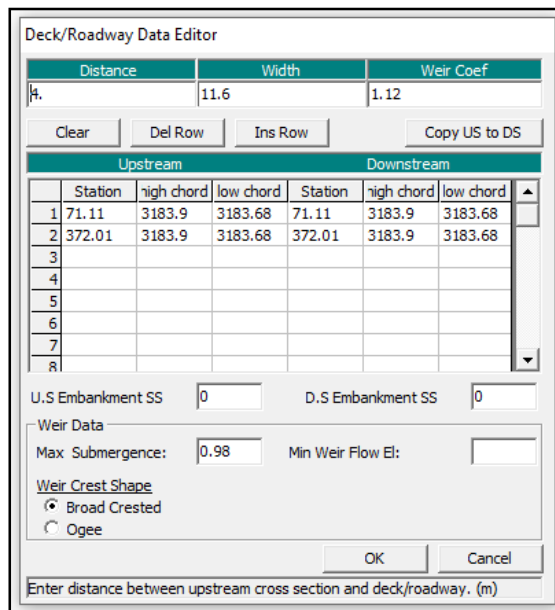 Deck/Roadway Data Editor
Distance Width Weir Coef
4. 11.6 1.12
Clear Del Row Ins Row Copy US to DS
Upstream Downstream
Station high chord low chord Station high chord low chord
1 71.11 3183.9 3183.68 71.11 3183.9 3183.68
2 372.01 3183.9 3183.68 372.01 3183.9 3183.68
3
4
5
6
7
8
U.S Embankment SS 0 D.S Embankment SS 0
Weir Data
Max Submergence: 0.98 Min Weir Flow El:
Weir Crest Shape
Broad Crested
Ogee
OK Cancel
Enter distance between upstream cross section and deck/roadway. (m)